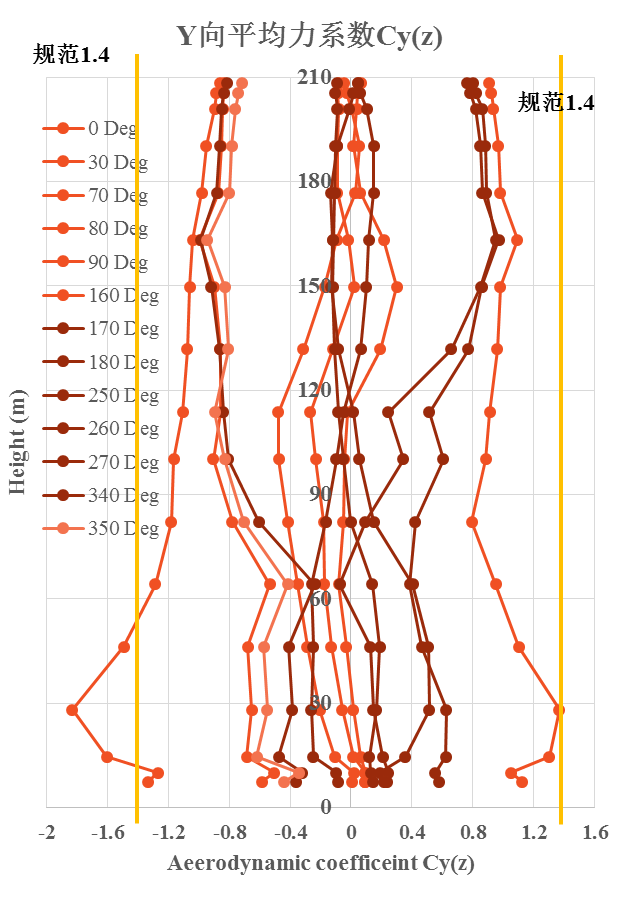 Y向平均力系数Cy(z)
规范1.4
规范1.4
0 Deg
30 Deg
70 Deg
80 Deg
90 Deg
160 Deg
170 Deg
180 Deg
250 Deg
260 Deg
270 Deg
340 Deg
350 Deg
210
180
150
120
90
60
30
0
Height (m)
-2 -1.6 -1.2 -0.8 -0.4 0 0.4 0.8 1.2 1.6
Aeerodynamic coefficeint Cy(z)